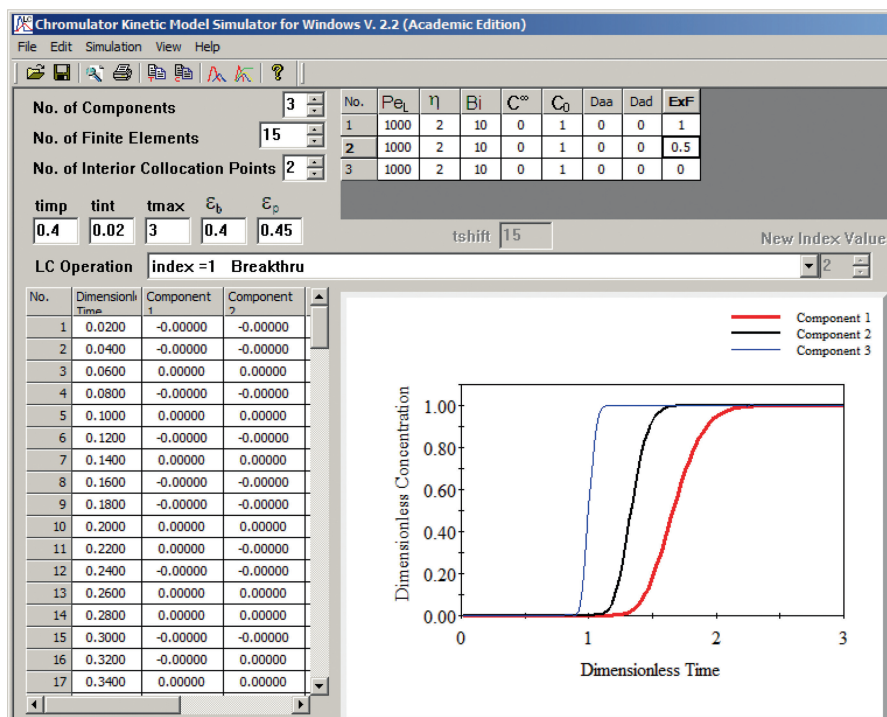 Chromulator Kinetic Model Simulator for Windows V. 2.2 (Academic Edition)
File Edit Simulation View Help
No. of Components 3
No. of Finite Elements 15
No. of Interior Collocation Points 2
No. PeL η Bi C∞ C0 Daa Dad ExF
1 1000 2 10 0 1 0 0 1
2 1000 2 10 0 1 0 0 0.5
3 1000 2 10 0 1 0 0 0
timp tint tmax εb εp
0.4 0.02 3 0.4 0.45
tshift 15
New Index Value
LC Operation index =1 Breakthru 2
No. Dimensionl Component Component
Time 1 2
1 0.0200 -0.00000 -0.00000
2 0.0400 -0.00000 -0.00000
3 0.0600 0.00000 0.00000
4 0.0800 -0.00000 -0.00000
5 0.1000 0.00000 0.00000
6 0.1200 -0.00000 -0.00000
7 0.1400 0.00000 0.00000
8 0.1600 -0.00000 -0.00000
9 0.1800 -0.00000 -0.00000
10 0.2000 0.00000 0.00000
11 0.2200 0.00000 -0.00000
12 0.2400 -0.00000 -0.00000
13 0.2600 0.00000 0.00000
14 0.2800 0.00000 0.00000
15 0.3000 -0.00000 -0.00000
16 0.3200 -0.00000 0.00000
17 0.3400 0.00000 0.00000
Component 1
Component 2
Component 3
Dimensionless Concentration
1.00
0.80
0.60
0.40
0.20
0.00
0 1 2 3
Dimensionless Time